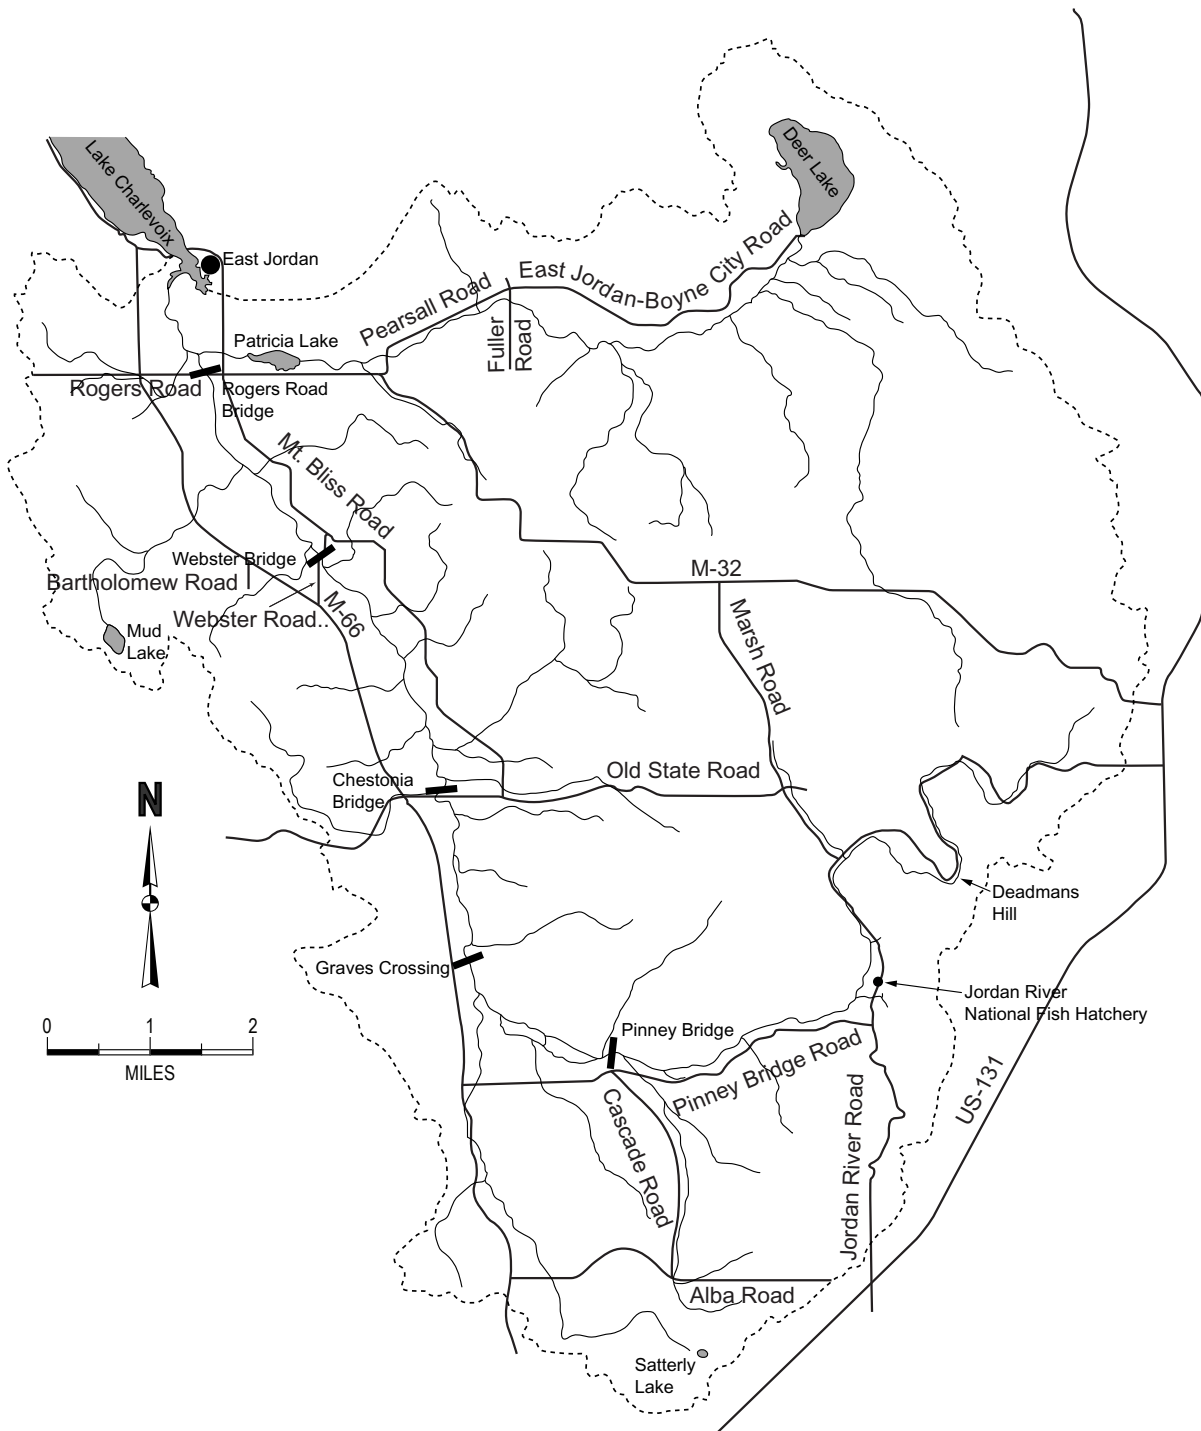 Lake Charlevoix
Deer Lake
East Jordan
East Jordan-Boyne City Road
Pearsall Road
Fuller
Road
Patricia Lake
Rogers Road
Rogers Road
Bridge
Mt. Bliss Road
Webster Bridge
Bartholomew Road
Webster Road..
M-66
M-32
Mud
Lake
Marsh Road
Chestonia
Bridge
Old State Road
N
Deadmans
Hill
Graves Crossing
Jordan River
National Fish Hatchery
0 1 2
MILES
Pinney Bridge
Pinney Bridge Road
Cascade Road
Jordan River Road
US-131
Alba Road
Satterly
Lake